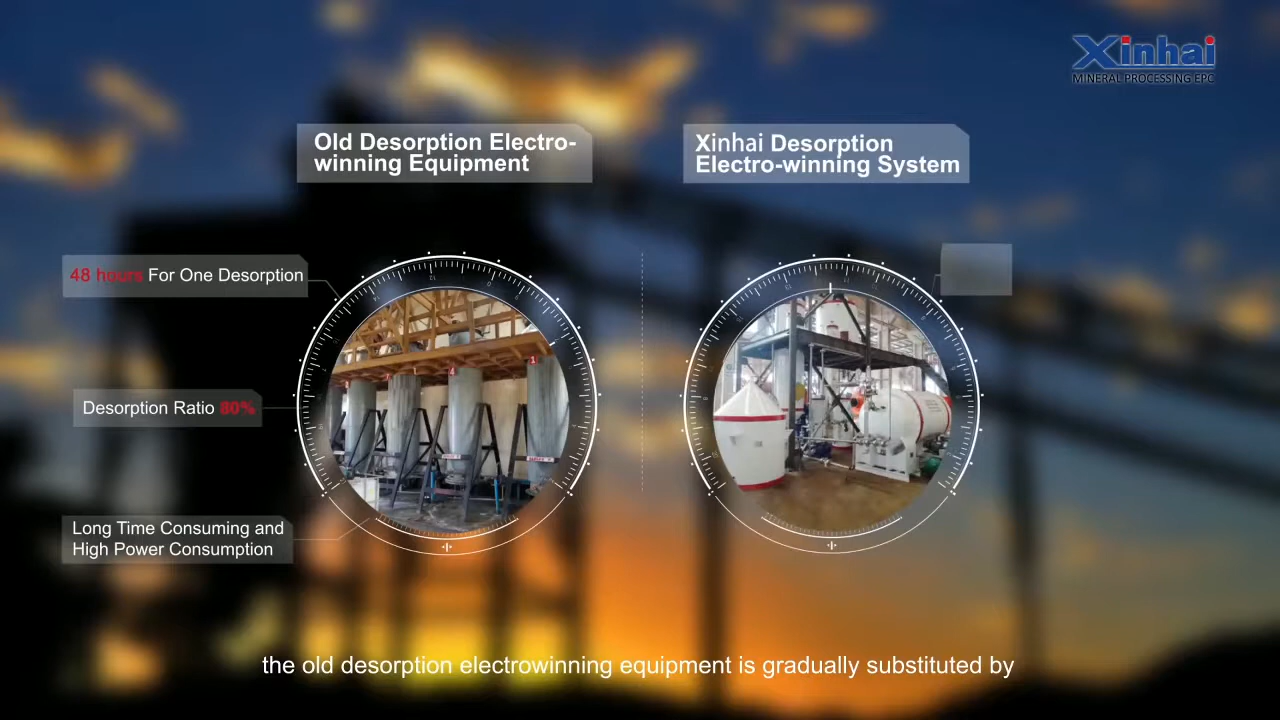 Xinhai
MINERAL PROCESSING EPC
Old Desorption Electro-
winning Equipment
Xinhai Desorption
Electro-winning System
48 hours For One Desorption
Desorption Ratio 80%
Long Time Consuming and
High Power Consumption
the old desorption electrowinning equipment is gradually substituted by